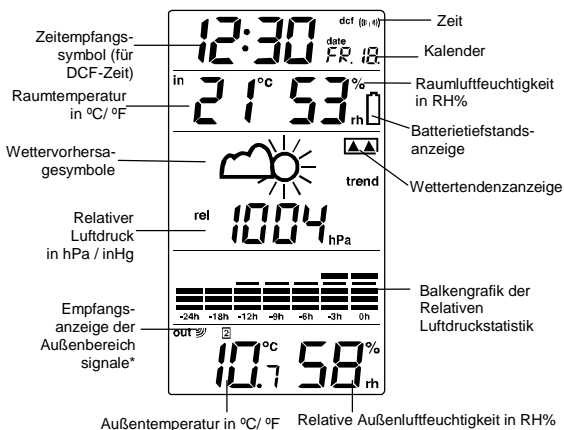 Zeitempfangs-
symbol (für
DCF-Zeit)
12:30
dcf
date
FR. 18.
Zeit
Kalender
in
21 °C
53 %
rh
Raumtemperatur
in ºC/ ºF
Raumluftfeuchtigkeit
in RH%
Batterietiefstands-
anzeige
Wettervorhersa-
gesymbole
trend
Wettertendenzanzeige
Relativer
Luftdruck
in hPa / inHg
rel
1004
hPa
-24h -18h -12h -9h -6h -3h 0h
Balkengrafik der
Relativen
Luftdruckstatistik
Empfangs-
anzeige der
Außenbereich
signale*
out
2
10.7 °C
58 %
rh
Außentemperatur in ºC/ ºF
Relative Außenluftfeuchtigkeit in RH%